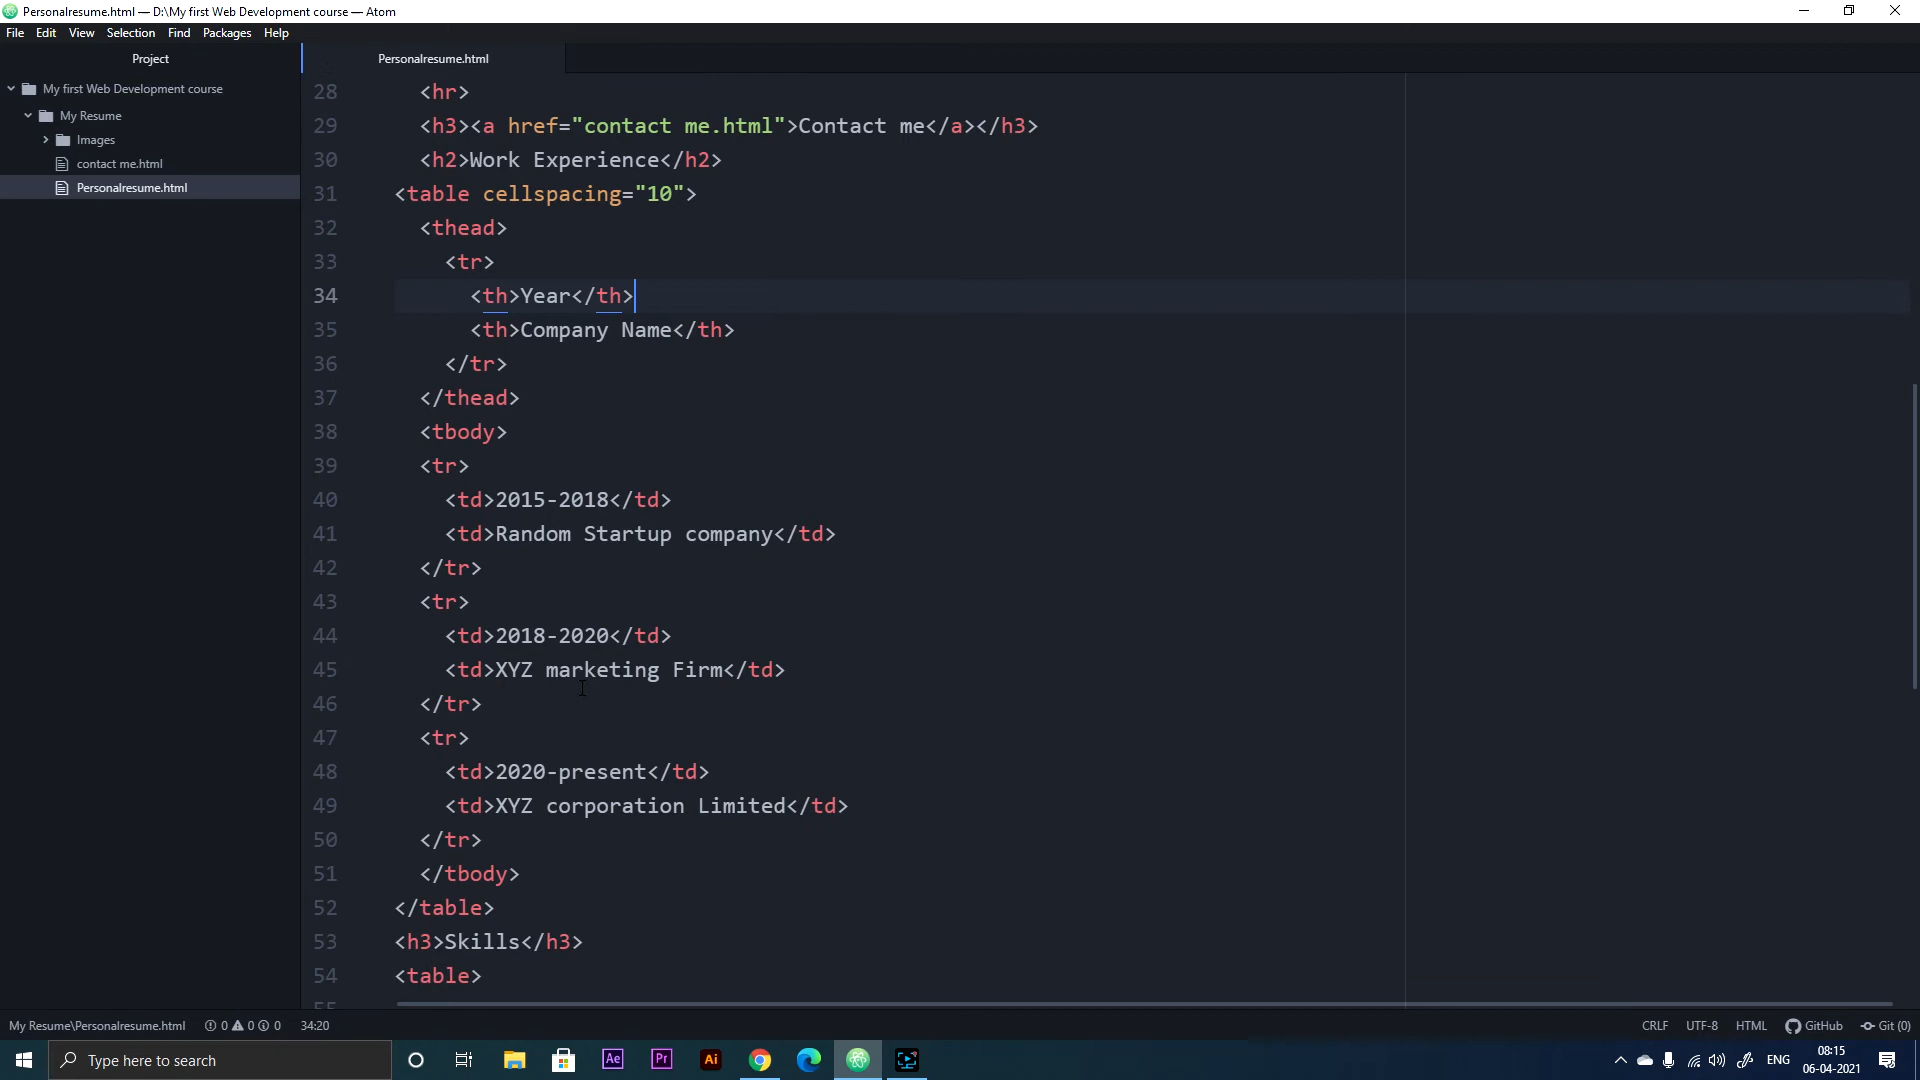 Personalresume.html — D:\My first Web Development course — Atom
File Edit View Selection Find Packages Help
Project
My first Web Development course
My Resume
Images
contact me.html
Personalresume.html
Personalresume.html
28 <hr>
29 <h3><a href="contact me.html">Contact me</a></h3>
30 <h2>Work Experience</h2>
31 <table cellspacing="10">
32 <thead>
33 <tr>
34 <th>Year</th>
35 <th>Company Name</th>
36 </tr>
37 </thead>
38 <tbody>
39 <tr>
40 <td>2015-2018</td>
41 <td>Random Startup company</td>
42 </tr>
43 <tr>
44 <td>2018-2020</td>
45 <td>XYZ marketing Firm</td>
46 </tr>
47 <tr>
48 <td>2020-present</td>
49 <td>XYZ corporation Limited</td>
50 </tr>
51 </tbody>
52 </table>
53 <h3>Skills</h3>
54 <table>
55
My Resume\Personalresume.html 0 0 0 34:20 CRLF UTF-8 HTML GitHub Git (0)
Type here to search
Ae Pr Ai
ENG
08:15
06-04-2021